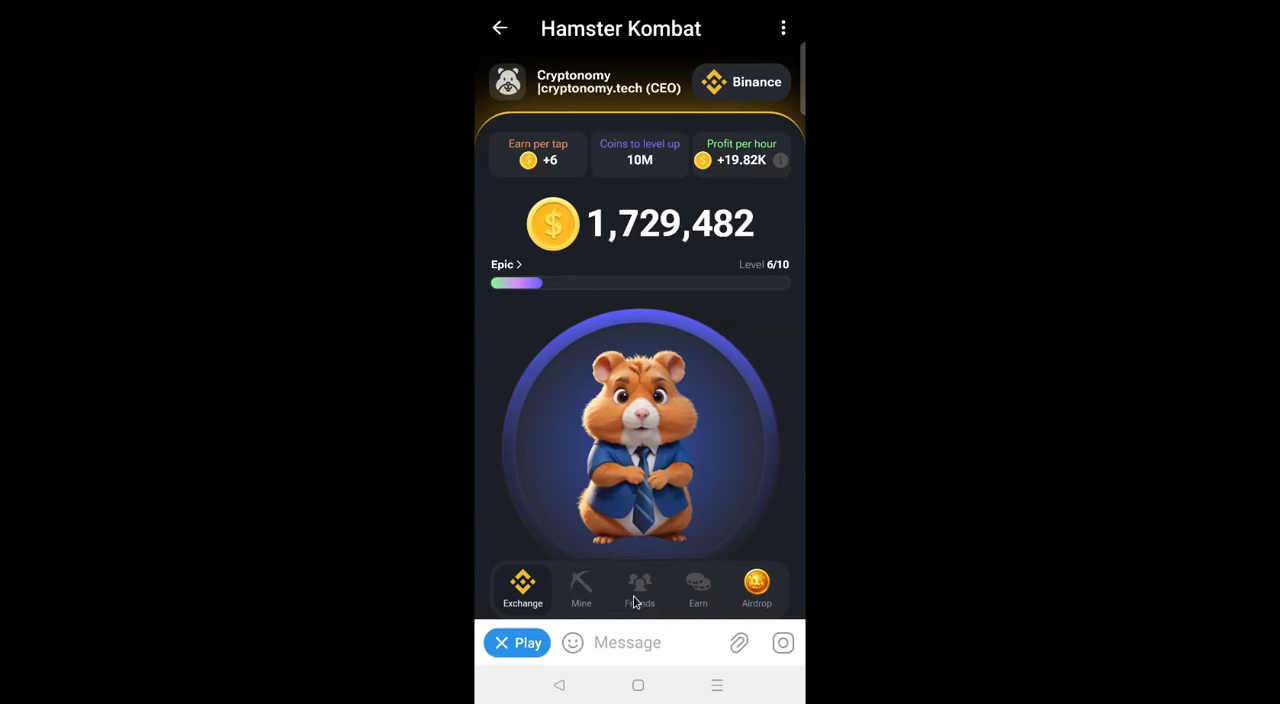 Hamster Kombat
Cryptonomy
|cryptonomy.tech (CEO)
Binance
Earn per tap
+6
Coins to level up
10M
Profit per hour
+19.82K
1,729,482
Epic >
Level 6/10
Exchange
Mine
Friends
Earn
Airdrop
Play
Message